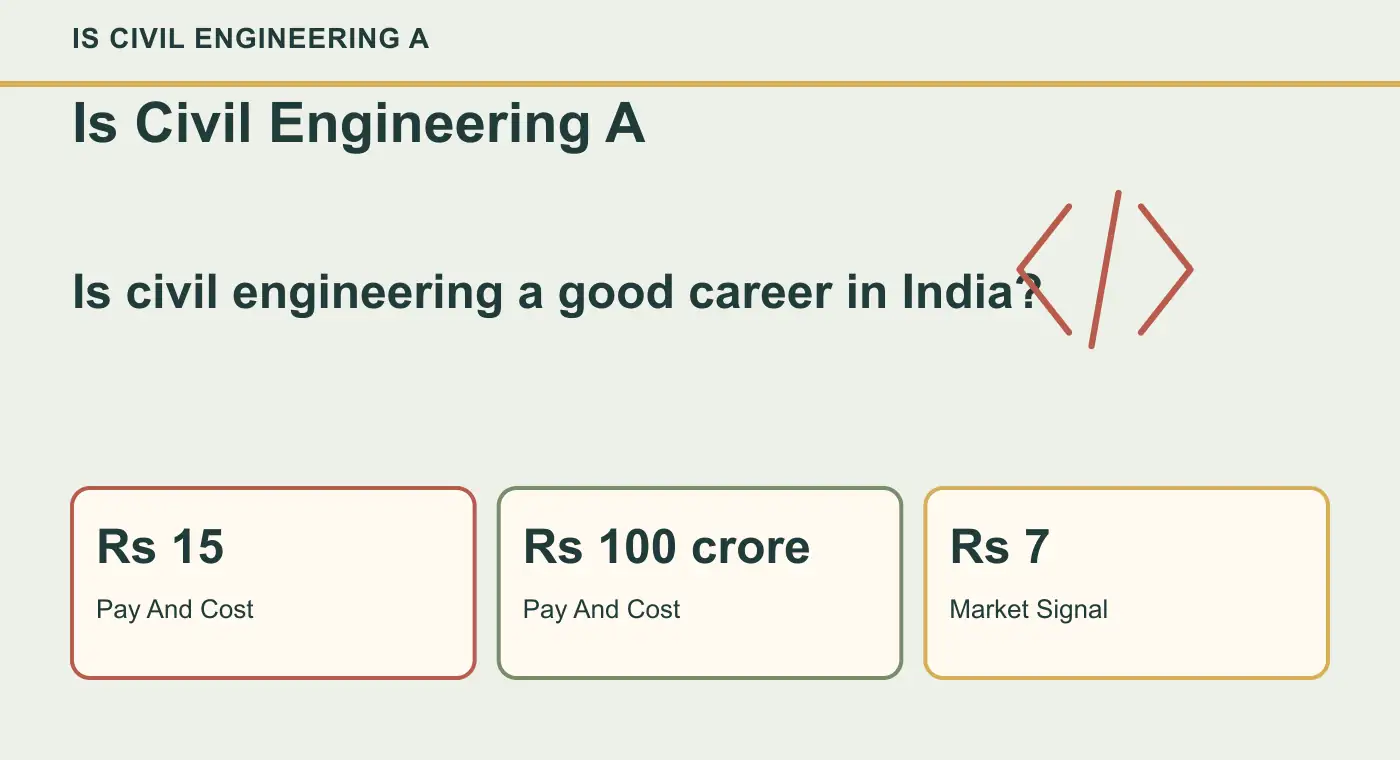 IS CIVIL ENGINEERING A
Is Civil Engineering A
Is civil engineering a good career in India?
Rs 15
Pay And Cost
Rs 100 crore
Pay And Cost
Rs 7
Market Signal